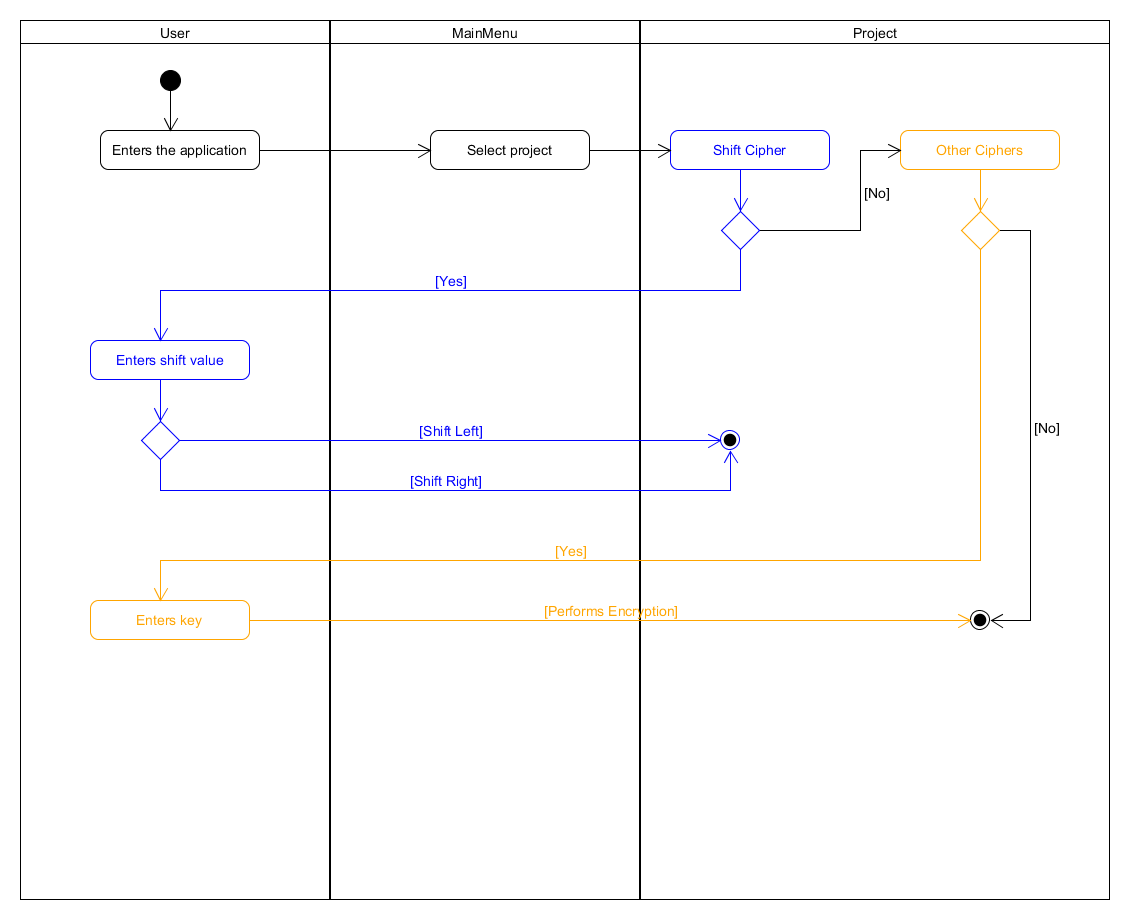 User
MainMenu
Project
Enters the application
Select project
Shift Cipher
Other Ciphers
[No]
[Yes]
Enters shift value
[Shift Left]
[No]
[Shift Right]
[Yes]
Enters key
[Performs Encryption]